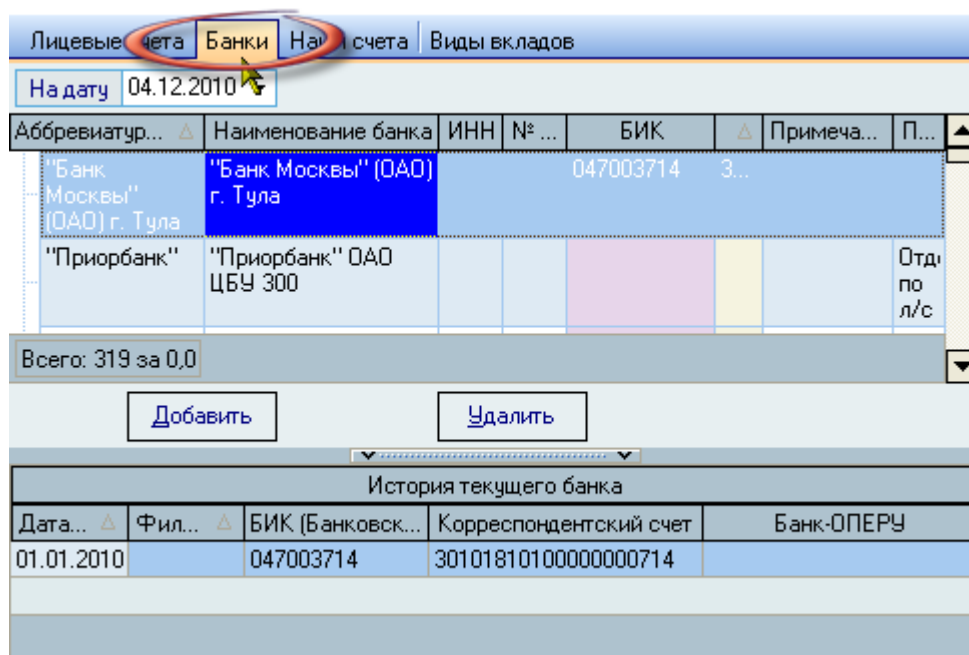 Лицевые счета Банки Наши счета Виды вкладов
На дату 04.12.2010
Аббревиатур... Наименование банка ИНН № ... БИК Примеча... П...
"Банк "Банк Москвы" (ОАО) 047003714 3...
Москвы" г. Тула
(ОАО) г. Тула
"Приорбанк" "Приорбанк" ОАО Отд
ЦБУ 300 по
л/с
Всего: 319 за 0,0
Добавить Удалить
История текущего банка
Дата... Фил... БИК (Банковск... Корреспондентский счет Банк-ОПЕРУ
01.01.2010 047003714 30101810100000000714